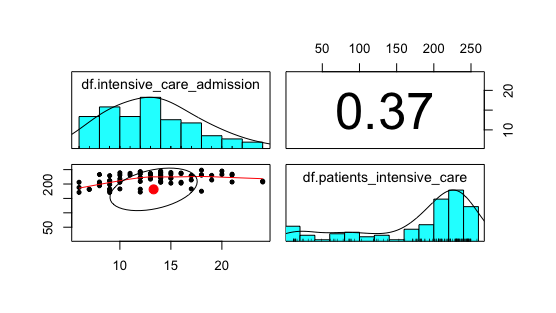 50 100 150 200 250
df.intensive_care_admission
0.37
20
10
df.patients_intensive_care
200
50
10 15 20